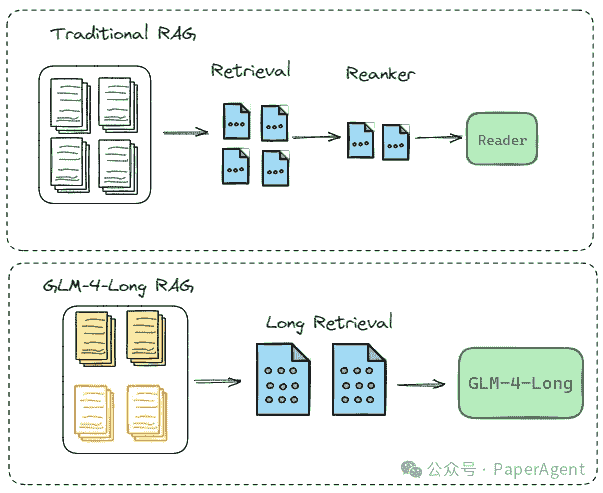 Traditional RAG
Retrieval
Reanker
Reader
GLM-4-Long RAG
Long Retrieval
GLM-4-Long
公众号 · PaperAgent